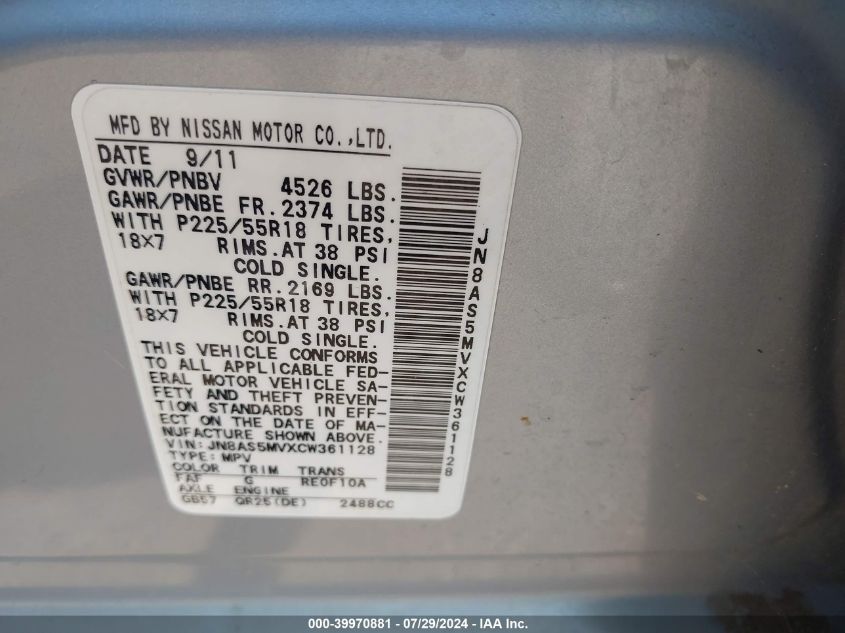 MFD BY NISSAN MOTOR CO.,LTD.
DATE 9/11
GVWR/PNBV 4526 LBS.
GAWR/PNBE FR. 2374 LBS.
WITH P225/55R18 TIRES,
18X7 RIMS.AT 38 PSI
COLD SINGLE.
GAWR/PNBE RR. 2169 LBS.
WITH P225/55R18 TIRES,
18X7 RIMS.AT 38 PSI
COLD SINGLE.
THIS VEHICLE CONFORMS
TO ALL APPLICABLE FED-
ERAL MOTOR VEHICLE SA-
FETY AND THEFT PREVEN-
TION STANDARDS IN EFF-
ECT ON THE DATE OF MA-
NUFACTURE SHOWN ABOVE.
VIN: JN8AS5MVXCW361128
TYPE: MPV
COLOR TRIM TRANS
FAF G RE0F10A
AXLE ENGINE
GB57 QR25(DE) 2488CC
JN8AS5MVXCW361128
000-39970881 - 07/29/2024 - IAA Inc.